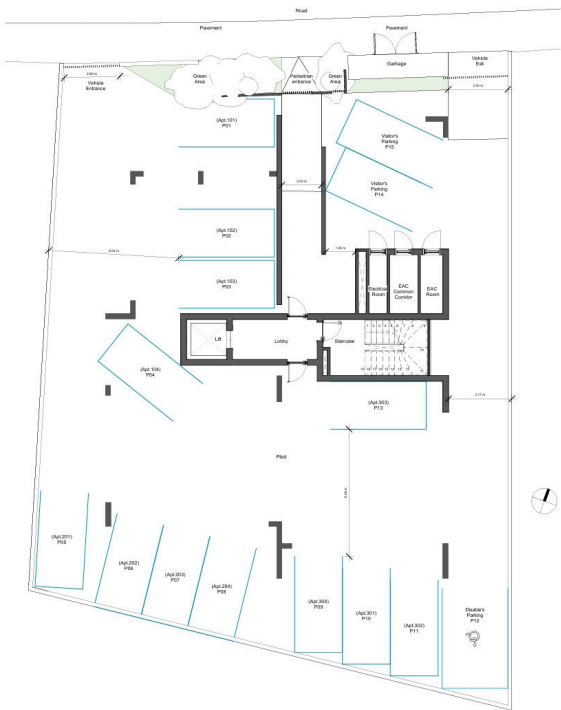 Road
Pavement
Pavement
Green
Area
Pedestrian
entrance
Green
Area
Garbage
Vehicle
Exit
Vehicle
Entrance
(Apt.101)
P01
Visitor's
Parking
P15
Visitor's
Parking
P14
(Apt.102)
P02
(Apt.103)
P03
Electrical
Room
EAC
Common
Corridor
EAC
Room
Lift
Lobby
Staircase
(Apt.104)
P04
(Apt.303)
P13
Piloti
(Apt.201)
P05
(Apt.202)
P06
(Apt.203)
P07
(Apt.204)
P08
(Apt.304)
P09
(Apt.301)
P10
(Apt.302)
P11
Disable's
Parking
P12